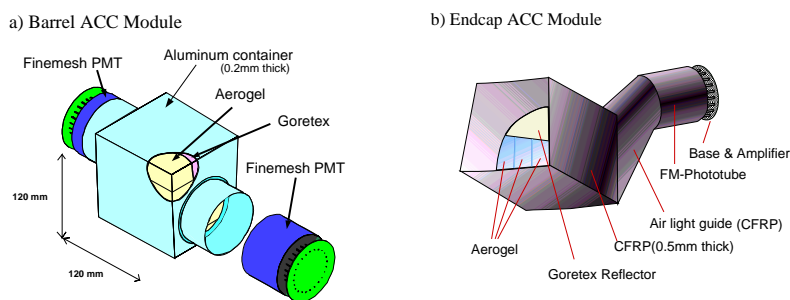 a) Barrel ACC Module
Aluminum container
(0.2mm thick)
Finemesh PMT
Aerogel
Goretex
Finemesh PMT
120 mm
120 mm
b) Endcap ACC Module
Base & Amplifier
FM-Phototube
Air light guide (CFRP)
Aerogel
CFRP(0.5mm thick)
Goretex Reflector